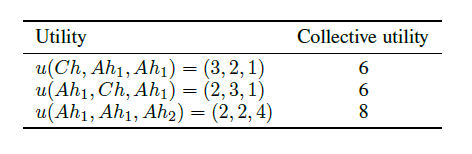 Utility Collective utility
u(Ch, Ah₁, Ah₁) = (3, 2, 1) 6
u(Ah₁, Ch, Ah₁) = (2, 3, 1) 6
u(Ah₁, Ah₁, Ah₂) = (2, 2, 4) 8